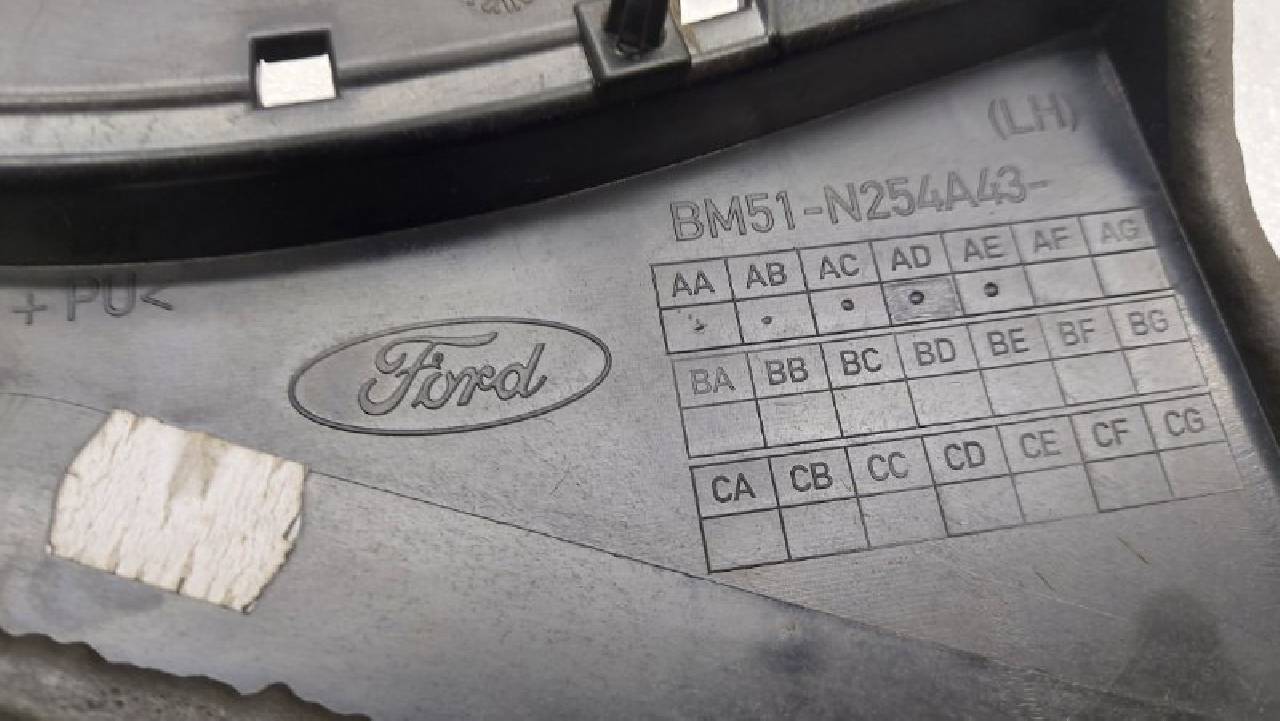 (LH)
BM51-N254A43-
AA AB AC AD AE AF AG
+ PU<
Ford
BA BB BC BD BE BF BG
CA CB CC CD CE CF CG